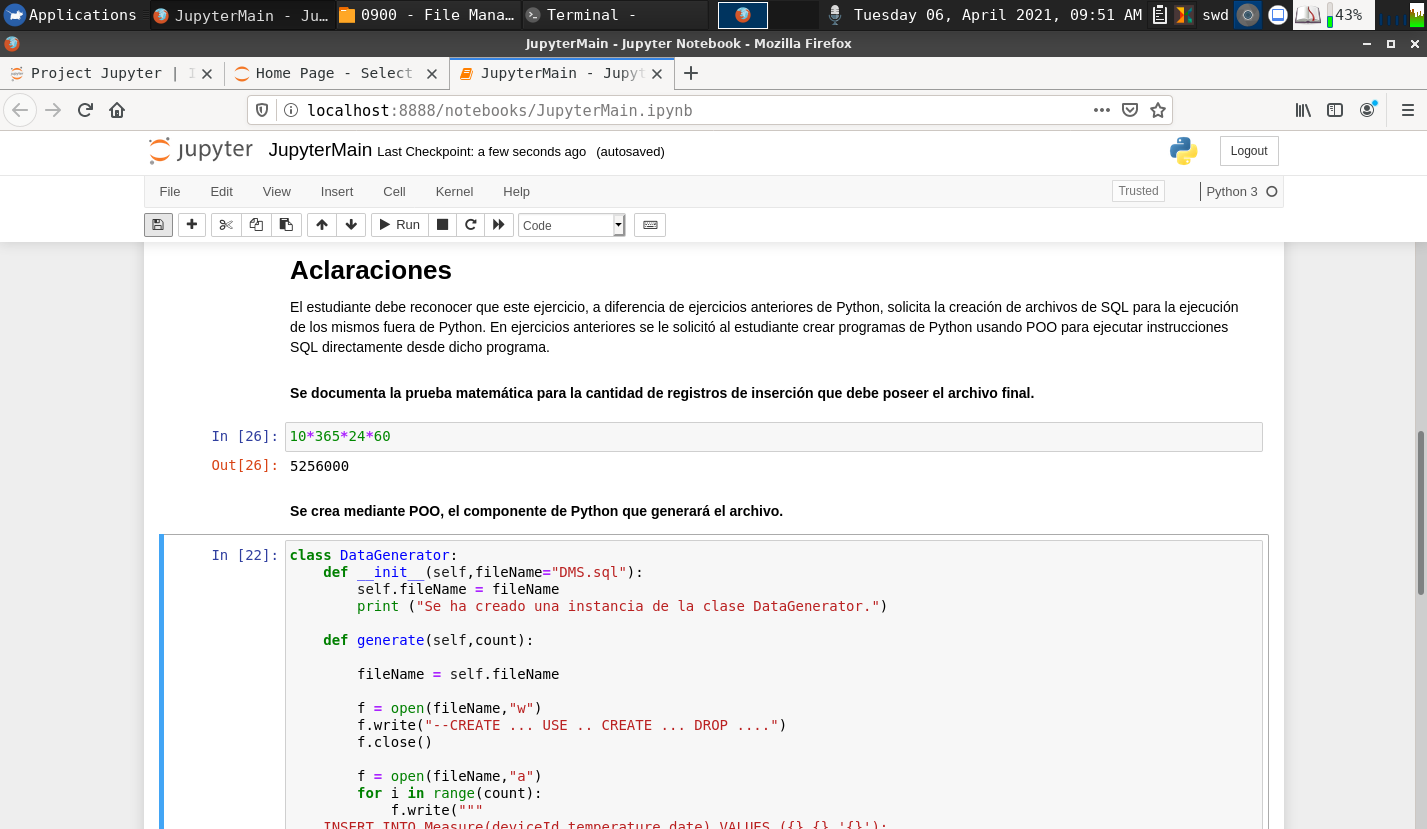 Applications JupyterMain - Ju... 0900 - File Mana... Terminal - Tuesday 06, April 2021, 09:51 AM swd 43%
JupyterMain - Jupyter Notebook - Mozilla Firefox
Project Jupyter | Home Page - Select JupyterMain - Jupyt
localhost:8888/notebooks/JupyterMain.ipynb
jupyter JupyterMain Last Checkpoint: a few seconds ago (autosaved) Logout
File Edit View Insert Cell Kernel Help Trusted Python 3
Run Code
Aclaraciones
El estudiante debe reconocer que este ejercicio, a diferencia de ejercicios anteriores de Python, solicita la creación de archivos de SQL para la ejecución
de los mismos fuera de Python. En ejercicios anteriores se le solicitó al estudiante crear programas de Python usando POO para ejecutar instrucciones
SQL directamente desde dicho programa.
Se documenta la prueba matemática para la cantidad de registros de inserción que debe poseer el archivo final.
In [26]: 10*365*24*60
Out[26]: 5256000
Se crea mediante POO, el componente de Python que generará el archivo.
In [22]: class DataGenerator:
def __init__(self,fileName="DMS.sql"):
self.fileName = fileName
print ("Se ha creado una instancia de la clase DataGenerator.")
def generate(self,count):
fileName = self.fileName
f = open(fileName,"w")
f.write("--CREATE ... USE .. CREATE ... DROP ....")
f.close()
f = open(fileName,"a")
for i in range(count):
f.write("""
INSERT INTO Measure(deviceId,temperature,date) VALUES ({},{},'{}');